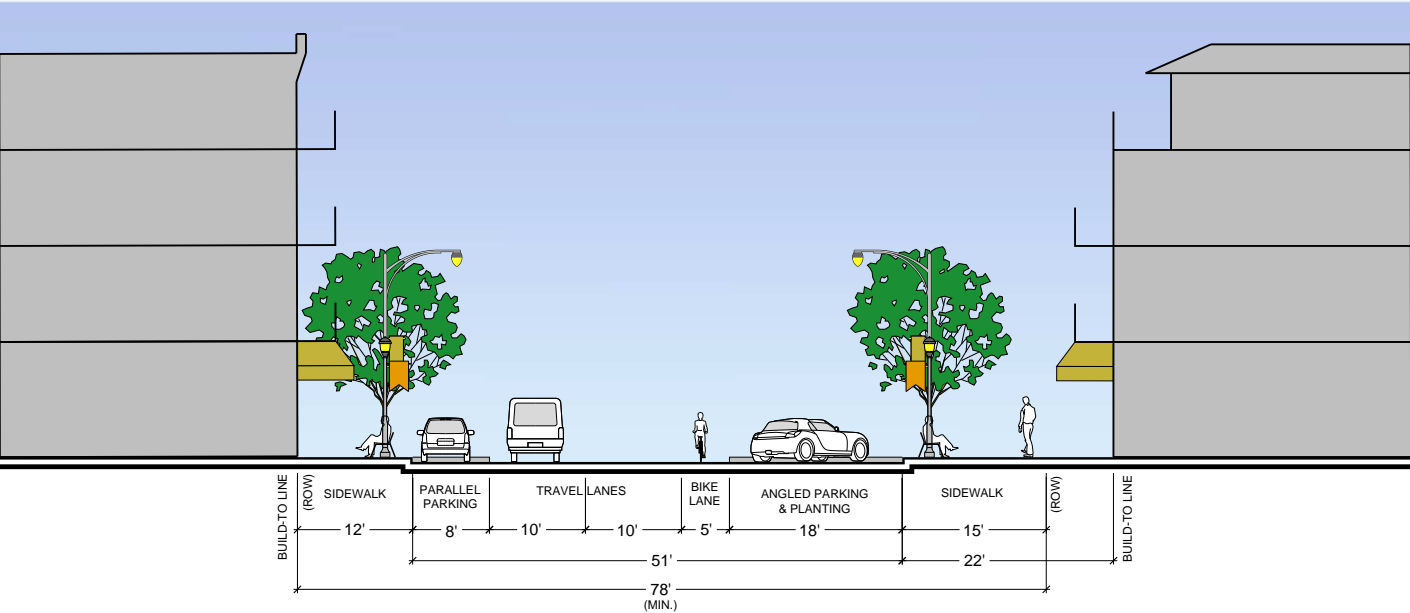 BUILD-TO LINE
(ROW)
SIDEWALK
PARALLEL
PARKING
TRAVEL LANES
BIKE
LANE
ANGLED PARKING
& PLANTING
SIDEWALK
(ROW)
BUILD-TO LINE
12'
8'
10'
10'
5'
18'
15'
51'
22'
78'
(MIN.)